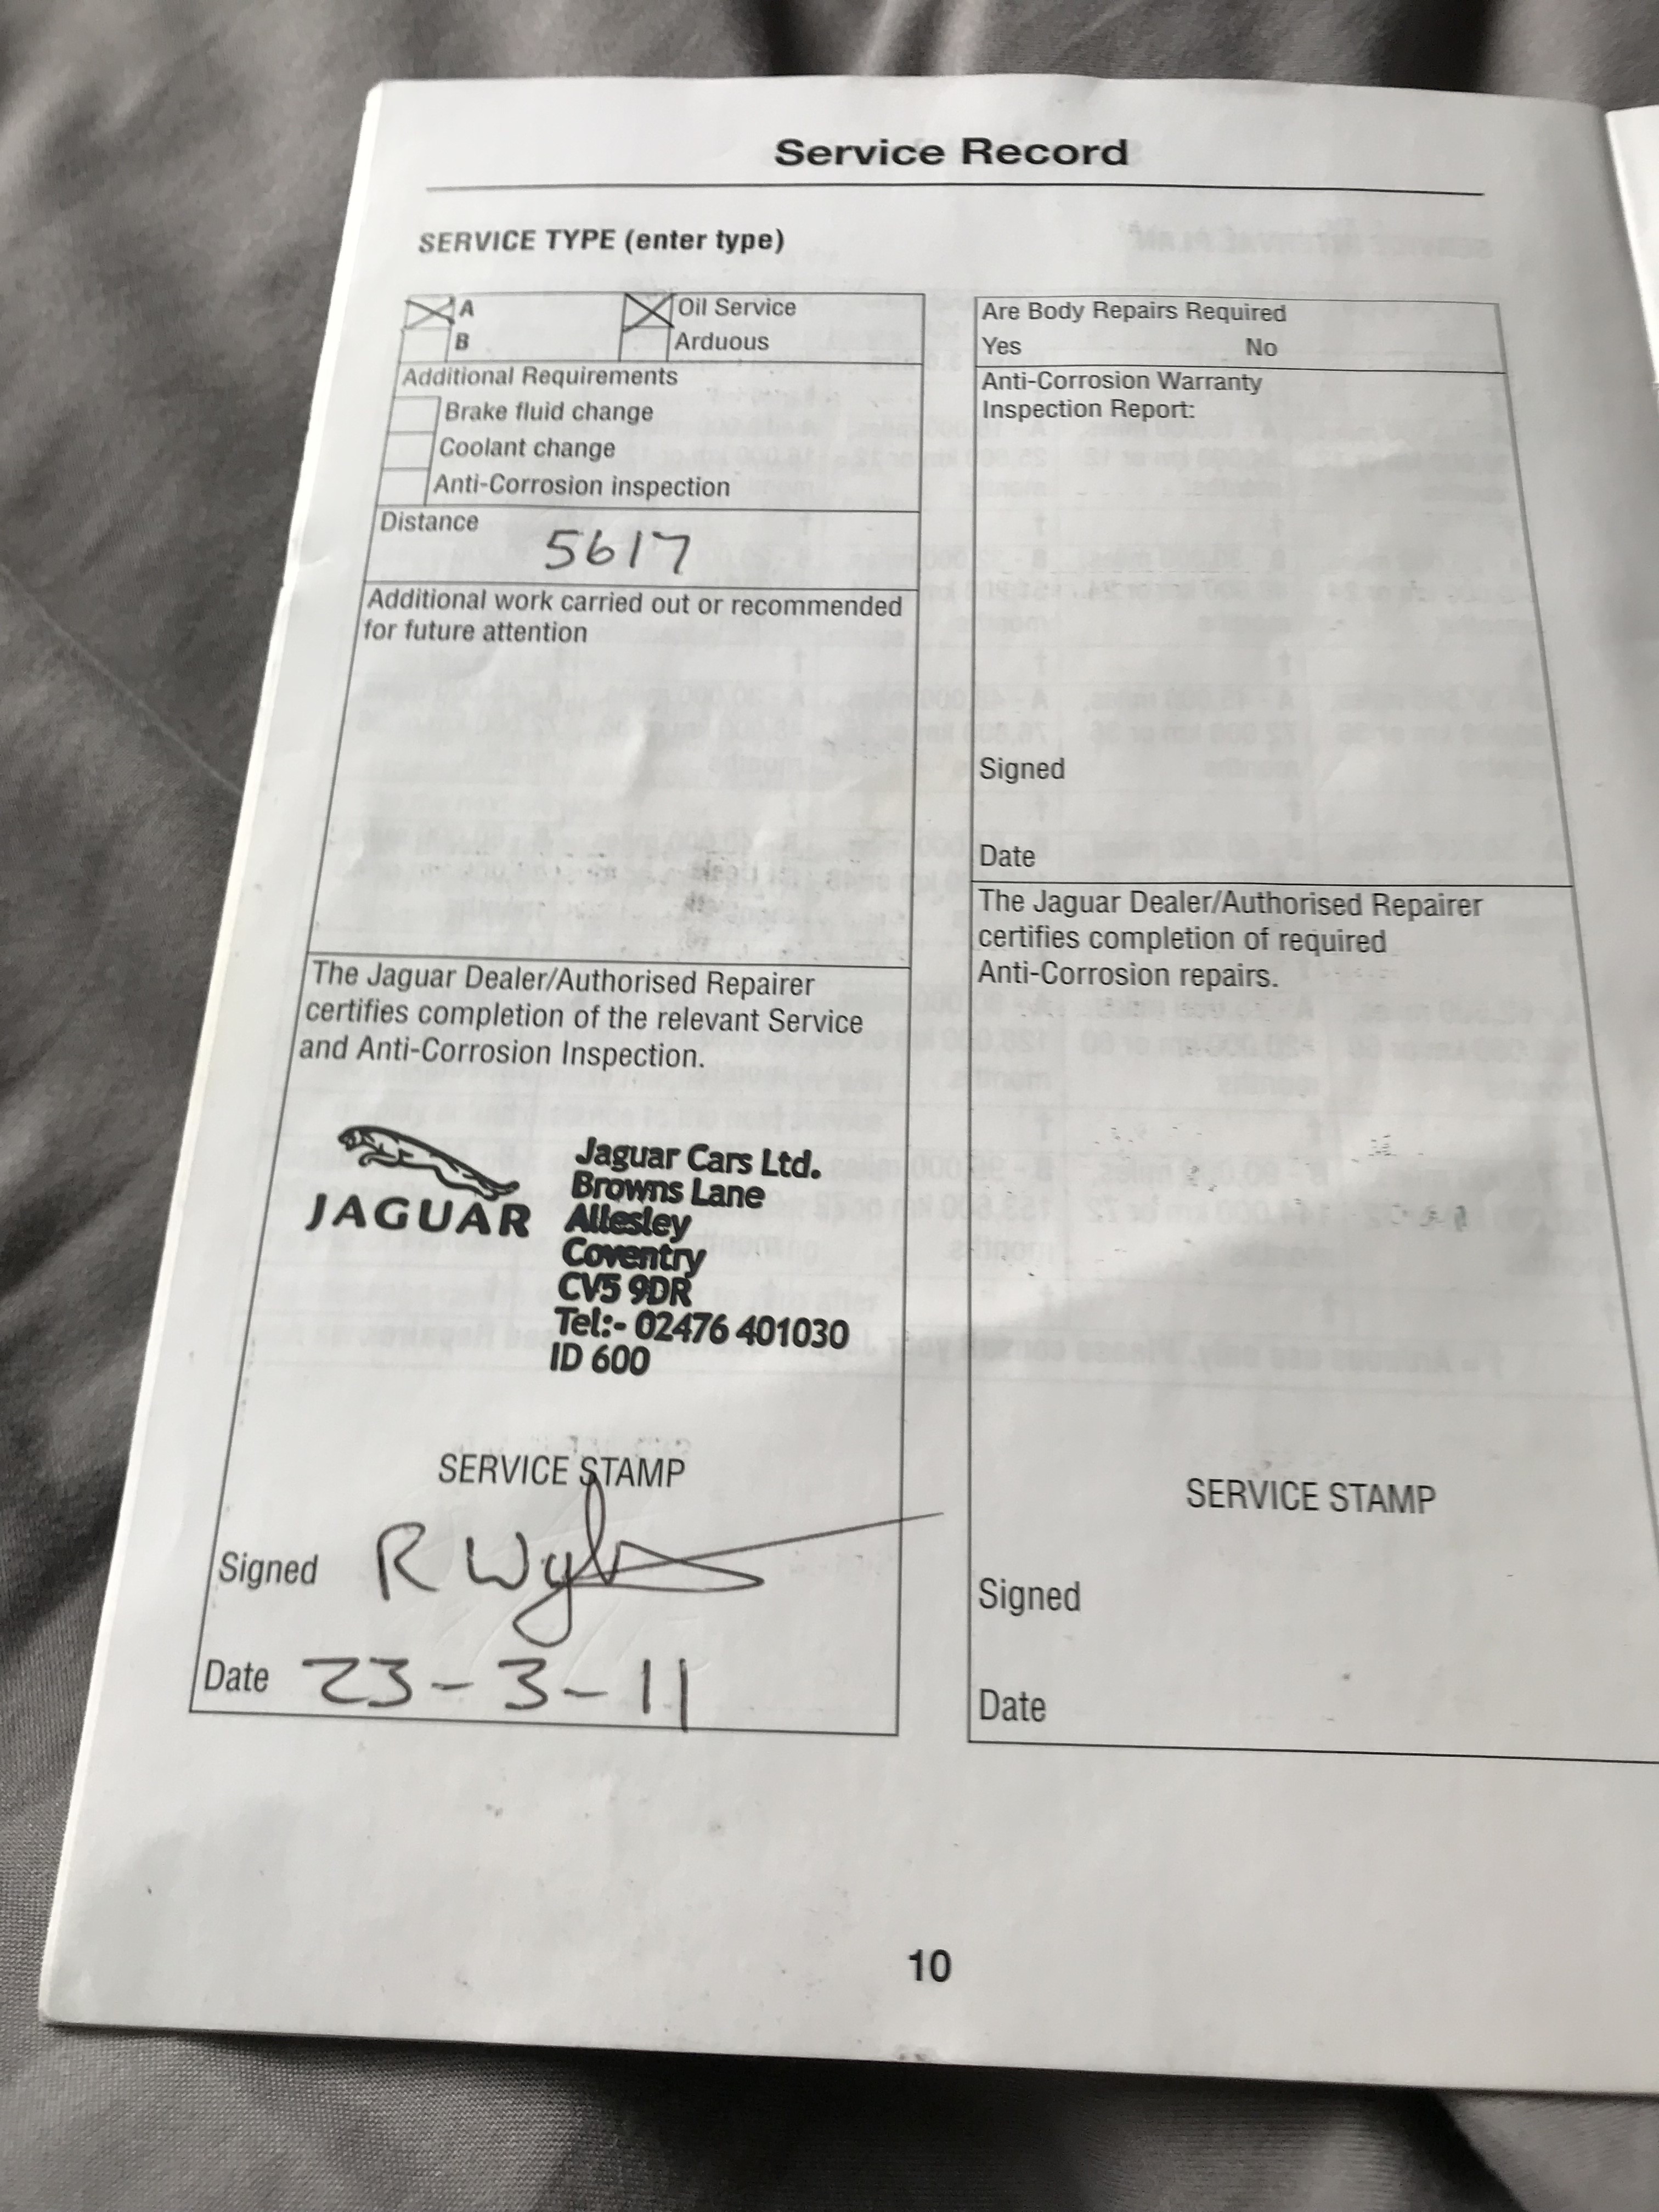 Service Record
SERVICE TYPE (enter type)
A
Oil Service
B
Arduous
Additional Requirements
Brake fluid change
Coolant change
Anti-Corrosion inspection
Distance
5617
Additional work carried out or recommended
for future attention
The Jaguar Dealer/Authorised Repairer
certifies completion of the relevant Service
and Anti-Corrosion Inspection.
JAGUAR
Jaguar Cars Ltd.
Browns Lane
Allesley
Coventry
CV5 9DR
Tel:- 02476 401030
ID 600
SERVICE STAMP
Signed R
Date 23-3-11
Are Body Repairs Required
Yes No
Anti-Corrosion Warranty
Inspection Report:
Signed
Date
The Jaguar Dealer/Authorised Repairer
certifies completion of required
Anti-Corrosion repairs.
SERVICE STAMP
Signed
Date
10